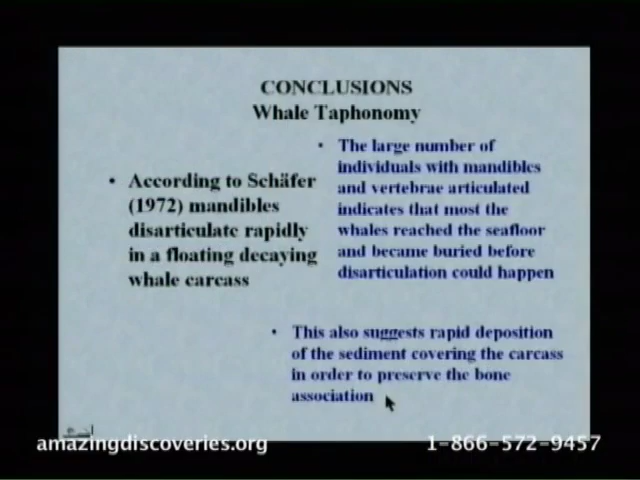 CONCLUSIONS
Whale Taphonomy
• According to Schäfer
(1972) mandibles
disarticulate rapidly
in a floating decaying
whale carcass
• The large number of
individuals with mandibles
and vertebrae articulated
indicates that most the
whales reached the seafloor
and became buried before
disarticulation could happen
• This also suggests rapid deposition
of the sediment covering the carcass
in order to preserve the bone
association
amazingdiscoveries.org
1-866-572-9457